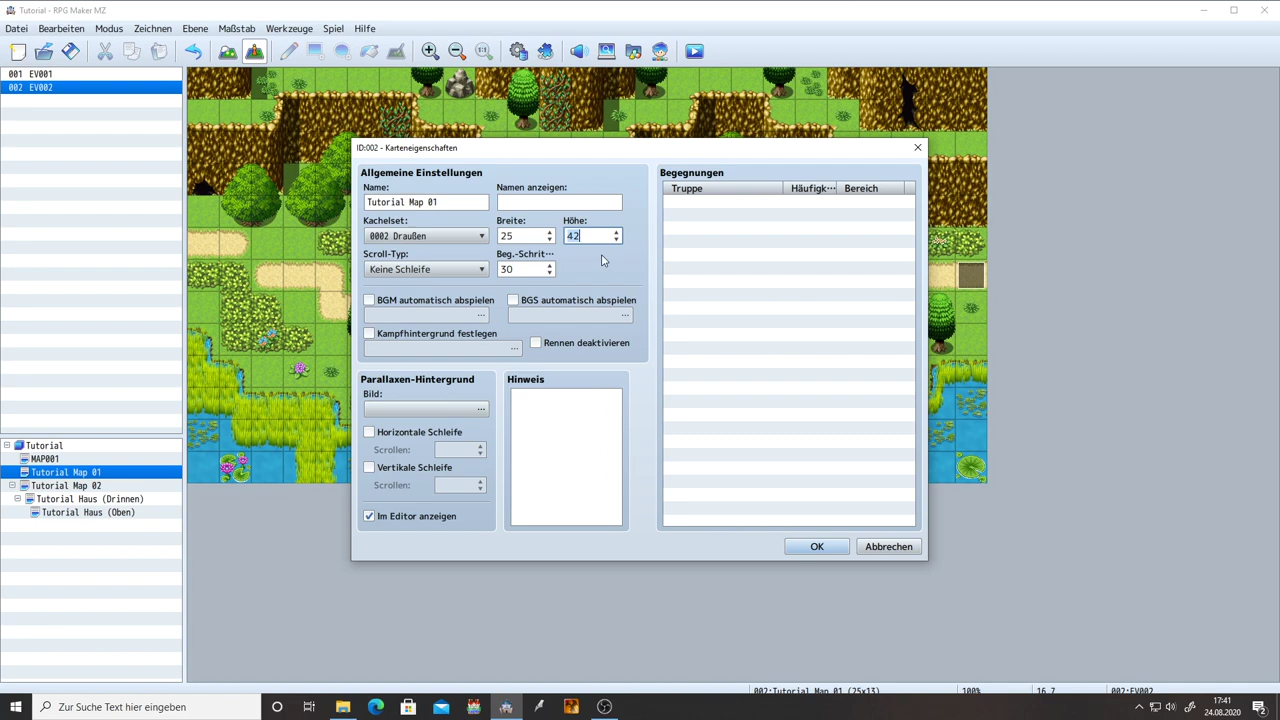 Tutorial - RPG Maker MZ
Datei Bearbeiten Modus Zeichnen Ebene Maßstab Spiel Werkzeuge Hilfe
001 EV001
002 EV002
ID:002 - Karteneigenschaften
Allgemeine Einstellungen
Name: Namen anzeigen:
Tutorial Map 01
Kachelset: Breite: Höhe:
0002 Draußen 25 42
Scroll-Typ: Beg.-Schrit···
Keine Schleife 30
BGM automatisch abspielen BGS automatisch abspielen
··· ···
Kampfhintergrund festlegen
Rennen deaktivieren
···
Parallaxen-Hintergrund Hinweis
Bild:
···
Horizontale Schleife
Scrollen:
Vertikale Schleife
Scrollen:
Im Editor anzeigen
Begegnungen
Truppe Häufigk··· Bereich
OK Abbrechen
Tutorial
MAP001
Tutorial Map 01
Tutorial Map 02
Tutorial Haus (Drinnen)
Tutorial Haus (Oben)
002:Tutorial Map 01 (25x13) 100% 16,7 002:EV002
Zur Suche Text hier eingeben
17:41
24.08.2020
2